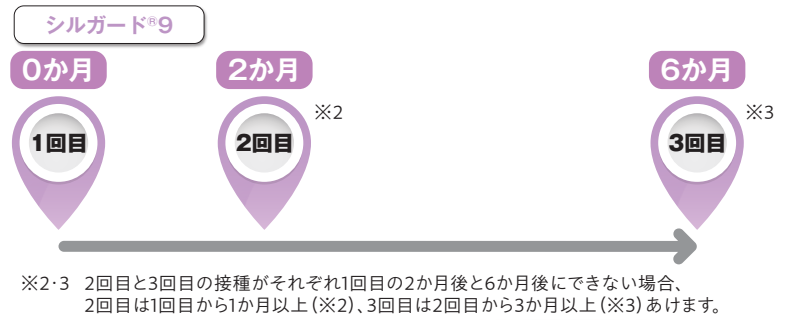 シルガード®9
0か月 2か月 6か月
※2 ※3
1回目 2回目 3回目
※2・3 2回目と3回目の接種がそれぞれ1回目の2か月後と6か月後にできない場合、
2回目は1回目から1か月以上(※2)、3回目は2回目から3か月以上(※3)あけます。